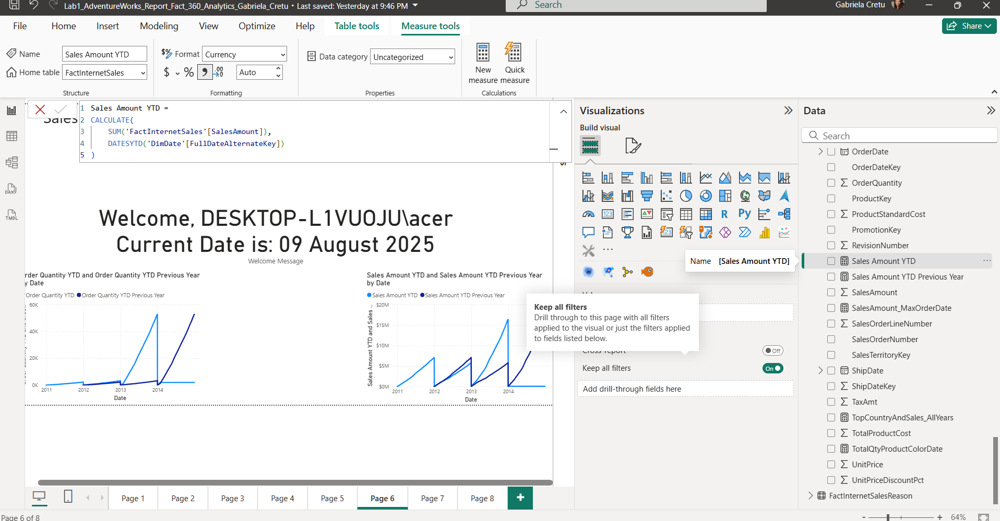 Lab1_AdventureWorks_Report_Fact_360_Analytics_Gabriela_Cretu • Last saved: Yesterday at 9:46 PM
Search
Gabriela Cretu
File
Home
Insert
Modeling
View
Optimize
Help
Table tools
Measure tools
Share
Name
Sales Amount YTD
Home table
FactInternetSales
Structure
Format
Currency
$
%
Auto
Formatting
Data category
Uncategorized
Properties
New measure
Quick measure
Calculations
1 Sales Amount YTD =
2 CALCULATE(
3 SUM('FactInternetSales'[SalesAmount]),
4 DATESYTD('DimDate'[FullDateAlternateKey])
5 )
Sales
DAX
TMDL
Welcome, DESKTOP-L1VUOJU\acer
Current Date is: 09 August 2025
Welcome Message
rder Quantity YTD and Order Quantity YTD Previous Year
y Date
Order Quantity YTD
Order Quantity YTD Previous Year
60K
40K
20K
0K
2011
2012
2013
2014
Date
Sales Amount YTD and Sales Amount YTD Previous Year
by Date
Sales Amount YTD
Sales Amount YTD Previous Year
Sales Amount YTD and Sales ...
$20M
$15M
$10M
$5M
$0M
2011
2012
2013
2014
Date
Visualizations
Build visual
123
R
Py
123
Name [Sales Amount YTD]
Keep all filters
Drill through to this page with all filters
applied to the visual or just the filters applied
to fields listed below.
Cross-report
Off
Keep all filters
On
Add drill-through fields here
Data
Search
OrderDate
OrderDateKey
OrderQuantity
ProductKey
ProductStandardCost
PromotionKey
RevisionNumber
Sales Amount YTD
Sales Amount YTD Previous Year
SalesAmount
SalesAmount_MaxOrderDate
SalesOrderLineNumber
SalesOrderNumber
SalesTerritoryKey
ShipDate
ShipDateKey
TaxAmt
TopCountryAndSales_AllYears
TotalProductCost
TotalQtyProductColorDate
UnitPrice
UnitPriceDiscountPct
FactInternetSalesReason
Page 1
Page 2
Page 3
Page 4
Page 5
Page 6
Page 7
Page 8
+
Page 6 of 8
- + 64%